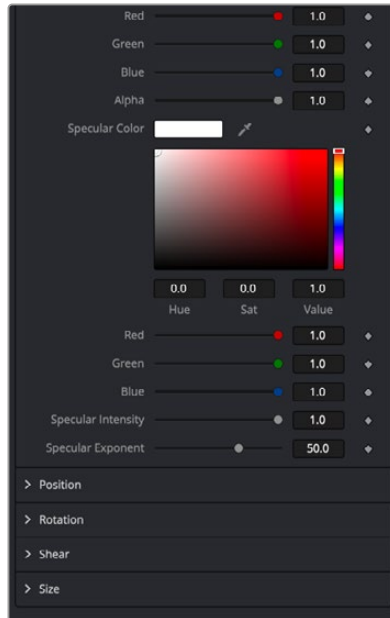 Red 1.0
Green 1.0
Blue 1.0
Alpha 1.0
Specular Color
0.0 0.0 1.0
Hue Sat Value
Red 1.0
Green 1.0
Blue 1.0
Specular Intensity 1.0
Specular Exponent 50.0
> Position
> Rotation
> Shear
> Size